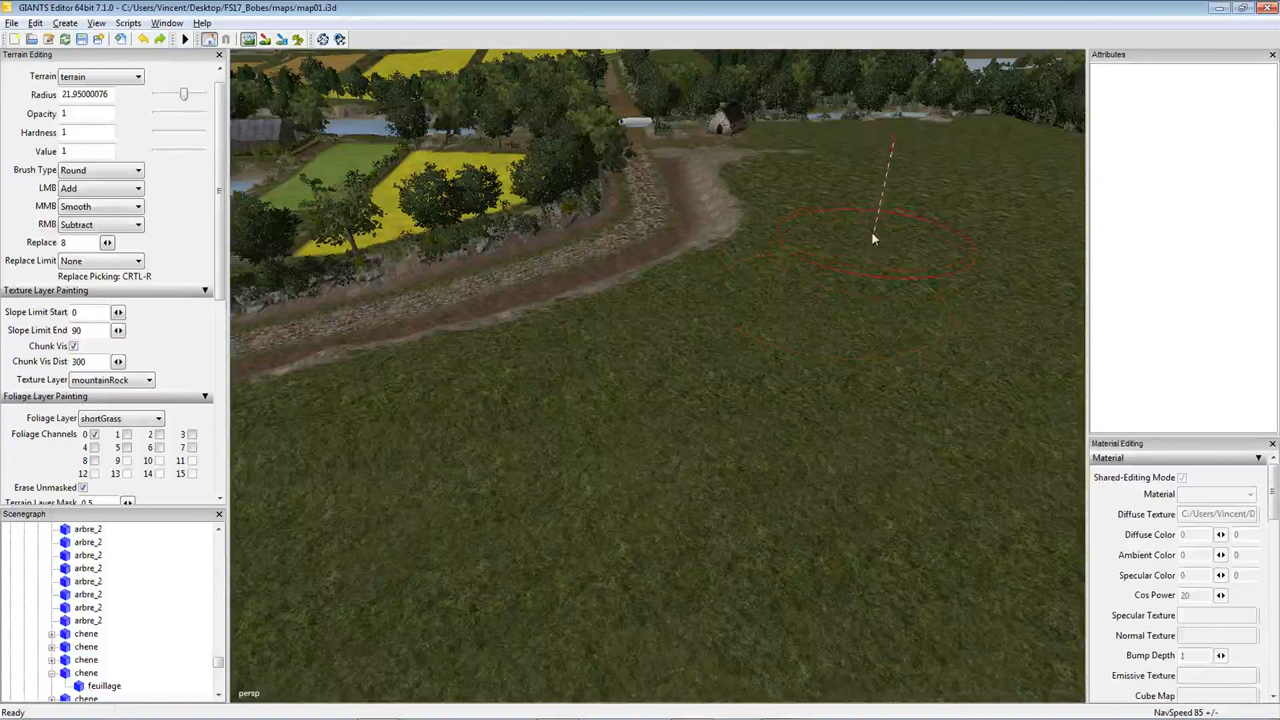 GIANTS Editor 64bit 7.1.0 - C:/Users/Vincent/Desktop/FS17_Bobes/maps/map01.i3d
File Edit Create View Scripts Window Help
Terrain Editing
Terrain terrain
Radius 21.95000076
Opacity 1
Hardness 1
Value 1
Brush Type Round
LMB Add
MMB Smooth
RMB Subtract
Replace 8
Replace Limit None
Replace Picking: CRTL-R
Texture Layer Painting
Slope Limit Start 0
Slope Limit End 90
Chunk Vis
Chunk Vis Dist 300
Texture Layer mountainRock
Foliage Layer Painting
Foliage Layer shortGrass
Foliage Channels 0 1 2 3
4 5 6 7
8 9 10 11
12 13 14 15
Erase Unmasked
Terrain Layer Mask 0.5
Scenegraph
arbre_2
arbre_2
arbre_2
arbre_2
arbre_2
arbre_2
arbre_2
arbre_2
chene
chene
chene
chene
feuillage
chene
Ready
persp
Attributes
Material Editing
Material
Shared-Editing Mode
Material
Diffuse Texture C:/Users/Vincent/D
Diffuse Color 0 0
Ambient Color 0 0
Specular Color 0 0
Cos Power 20
Specular Texture
Normal Texture
Bump Depth 1
Emissive Texture
Cube Map
NavSpeed 85 +/-